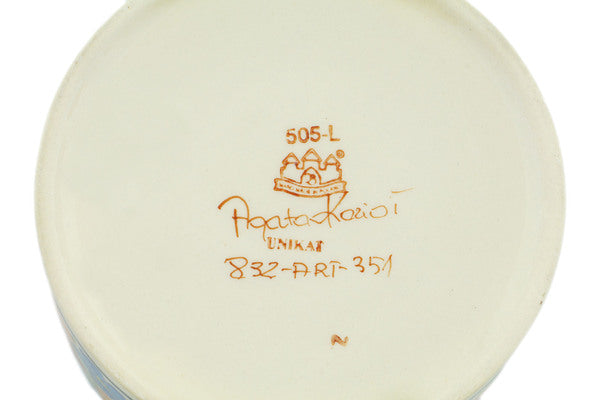 505-L
®
Agata Kozioł
UNIKAT
832-ART-351
N